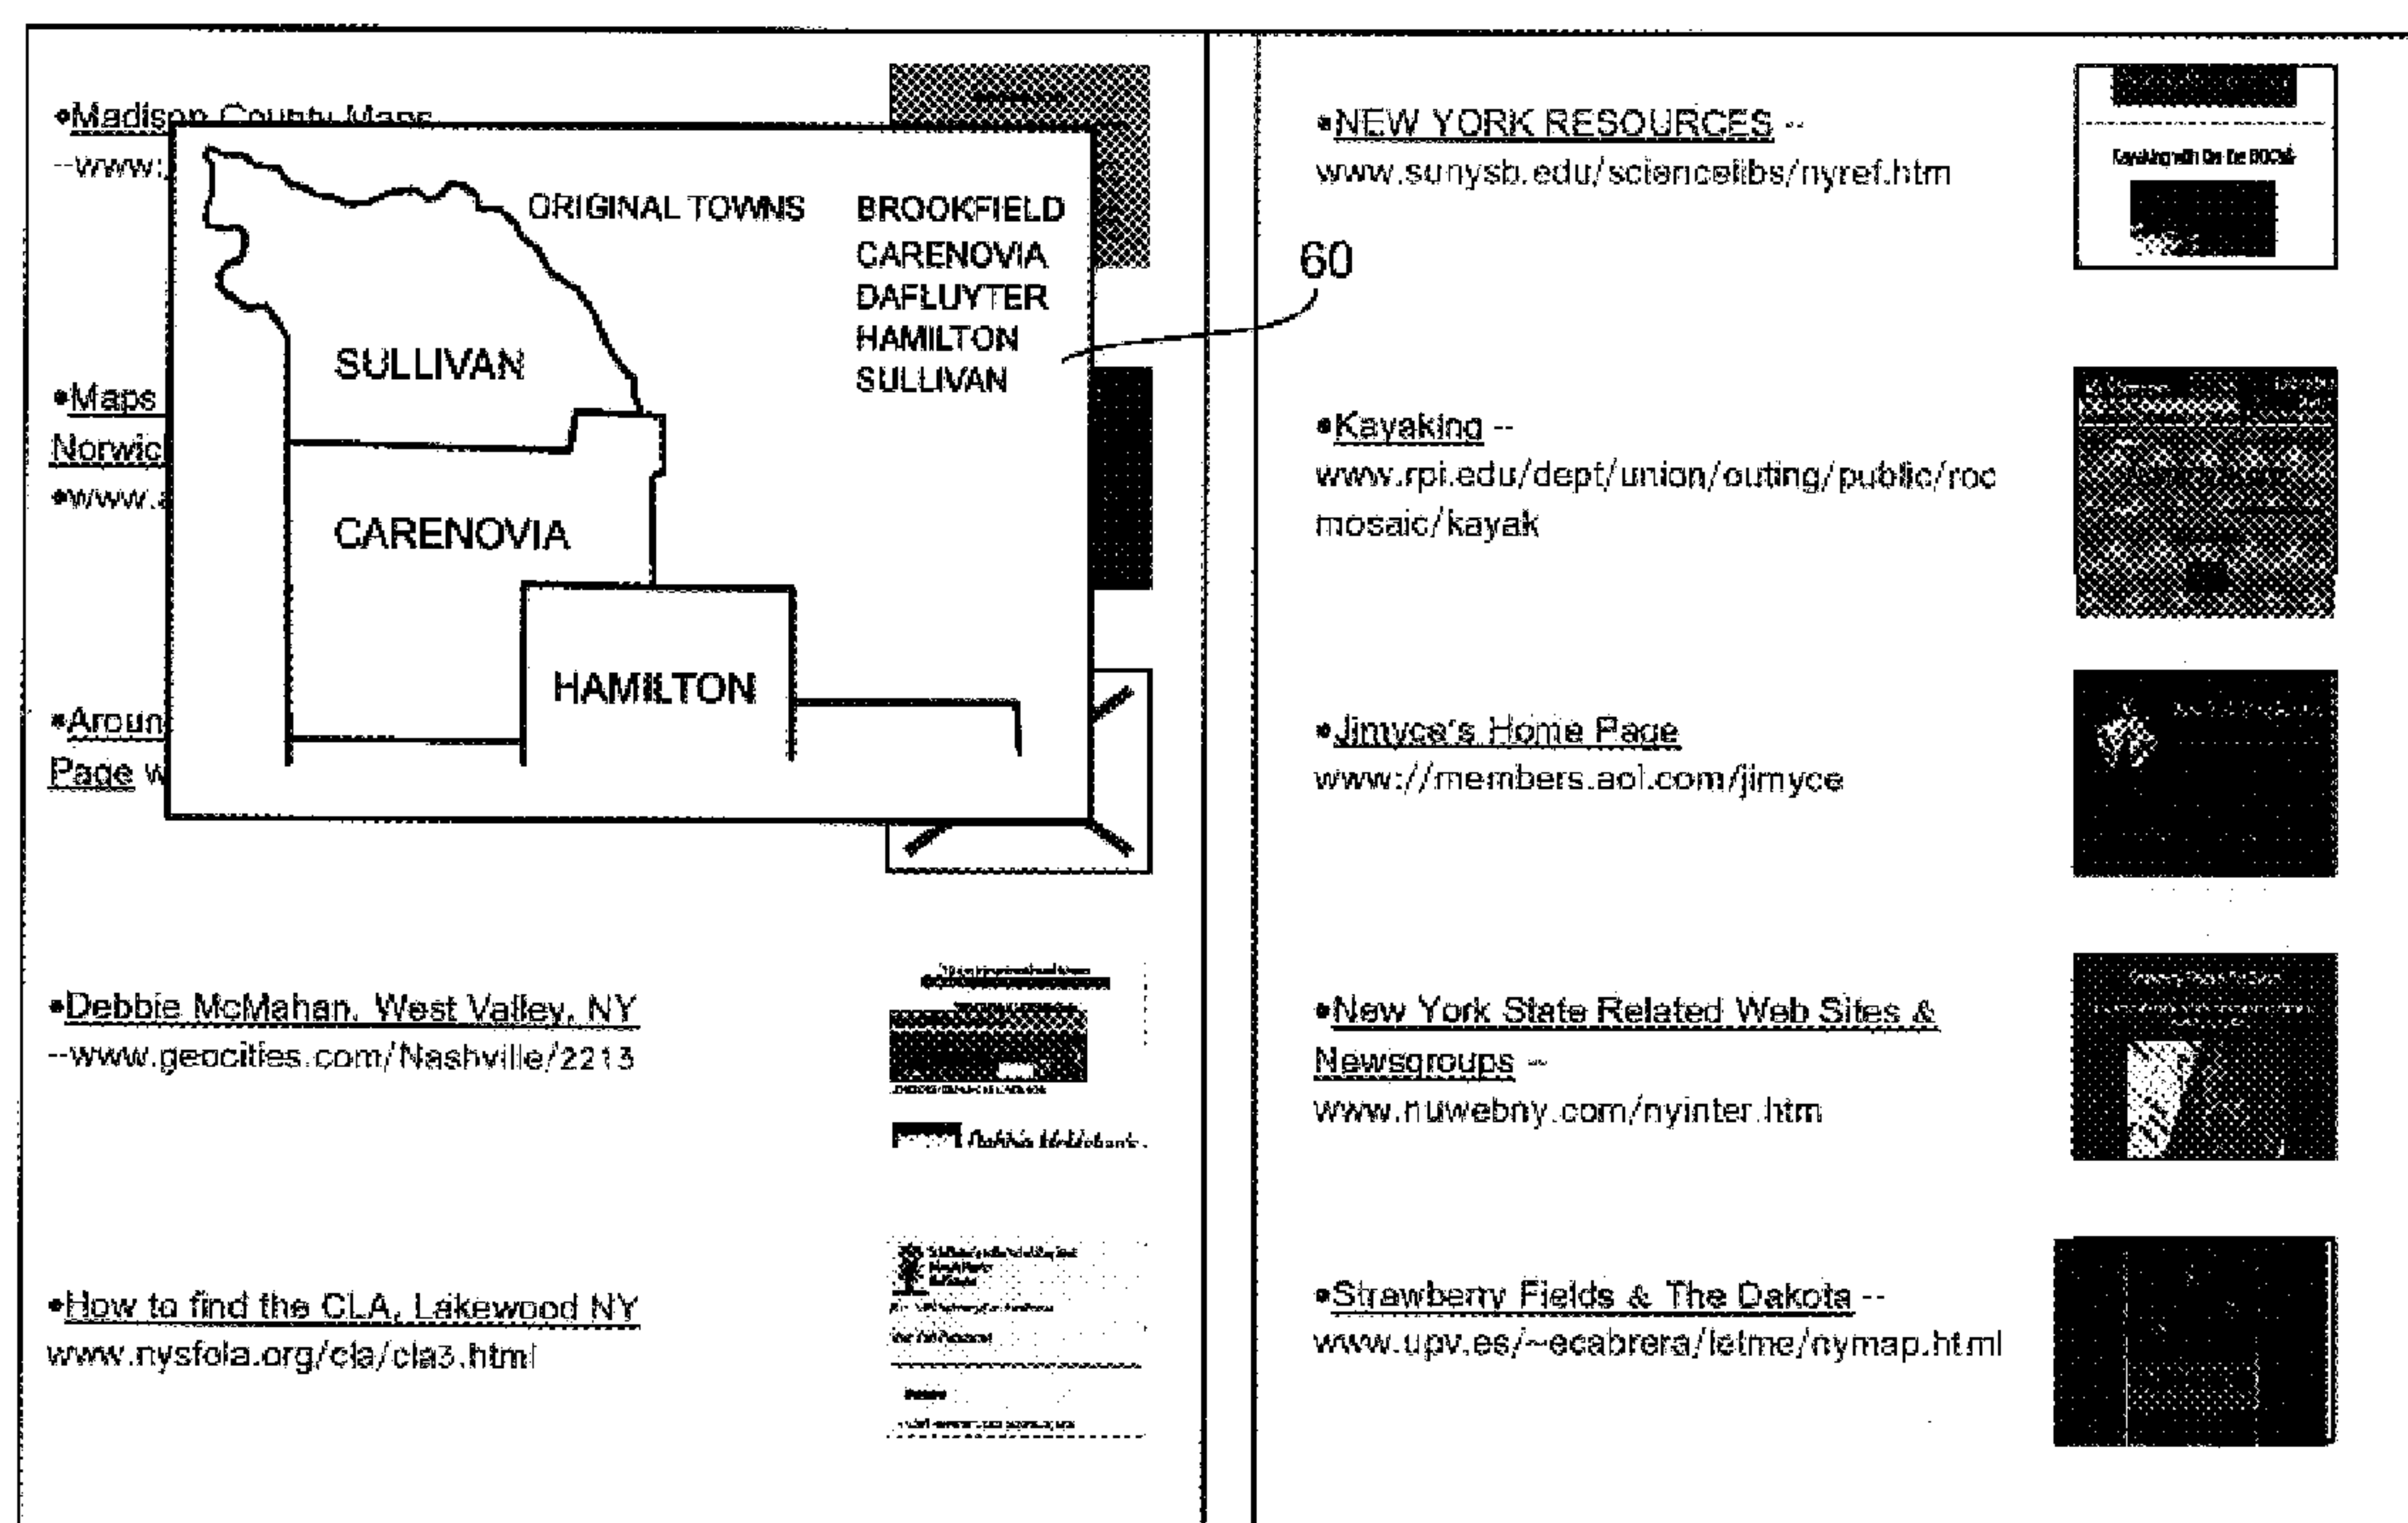 •Madison County Maps
--www.
•Maps
Norwic
•www.a
•Aroun
Page w
ORIGINAL TOWNS
BROOKFIELD
CARENOVIA
DAFLUYTER
HAMILTON
SULLIVAN
SULLIVAN
CARENOVIA
HAMILTON
60
•Debbie McMahan, West Valley, NY
--www.geocities.com/Nashville/2213
•How to find the CLA, Lakewood NY
www.nysfola.org/cla/cla3.html
•NEW YORK RESOURCES --
www.sunysb.edu/sciencelibs/nyref.htm
Kayaking with the
•Kayaking --
www.rpi.edu/dept/union/outing/public/roc
mosaic/kayak
•Jimyce's Home Page
www://members.aol.com/jimyce
•New York State Related Web Sites &
Newsgroups --
www.nuwebny.com/nyinter.htm
•Strawberry Fields & The Dakota --
www.upv.es/~ecabrera/letme/nymap.html